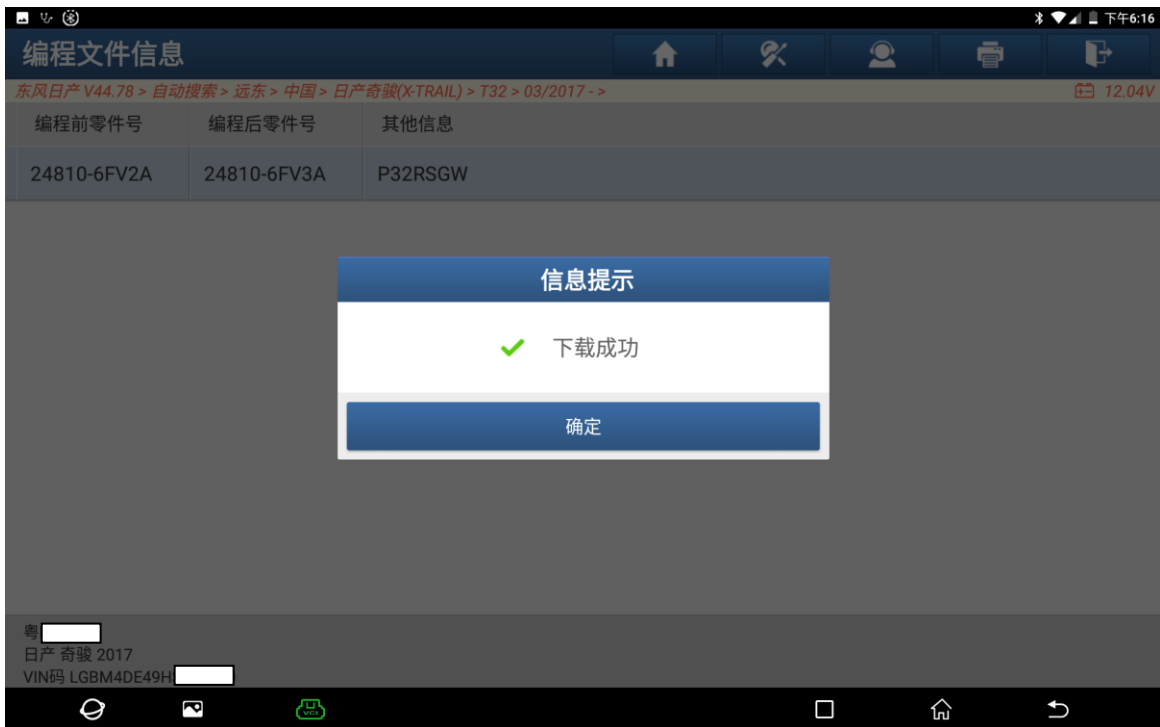 下午6:16
编程文件信息
东风日产 V44.78 > 自动搜索 > 远东 > 中国 > 日产奇骏(X-TRAIL) > T32 > 03/2017 - > 12.04V
编程前零件号 编程后零件号 其他信息
24810-6FV2A 24810-6FV3A P32RSGW
信息提示
下载成功
确定
粤
日产 奇骏 2017
VIN码 LGBM4DE49H
VCI